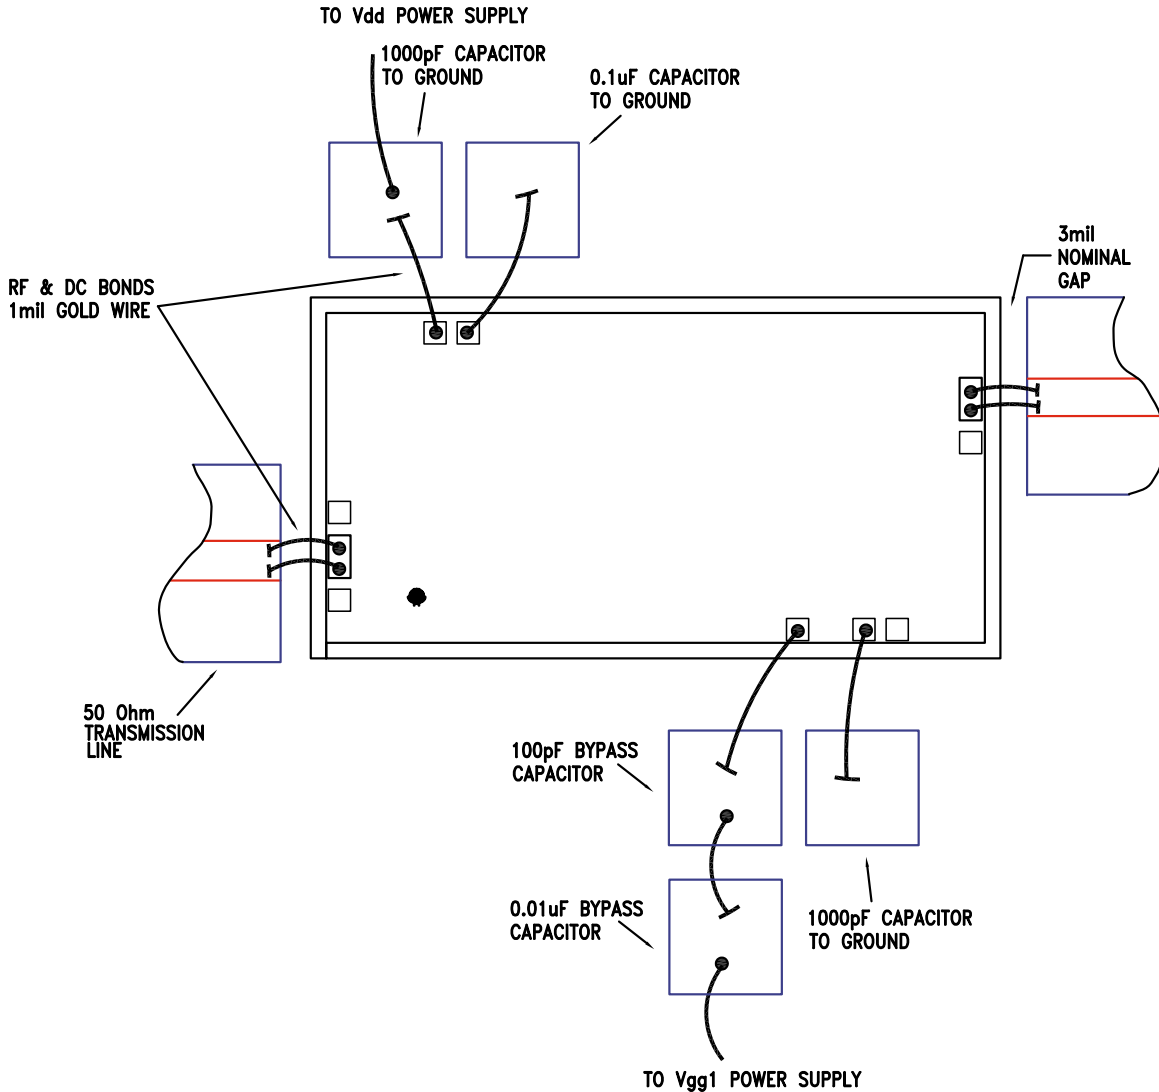 TO Vdd POWER SUPPLY
1000pF CAPACITOR
TO GROUND
0.1uF CAPACITOR
TO GROUND
3mil
NOMINAL
GAP
RF & DC BONDS
1mil GOLD WIRE
50 Ohm
TRANSMISSION
LINE
100pF BYPASS
CAPACITOR
0.01uF BYPASS
CAPACITOR
1000pF CAPACITOR
TO GROUND
TO Vgg1 POWER SUPPLY